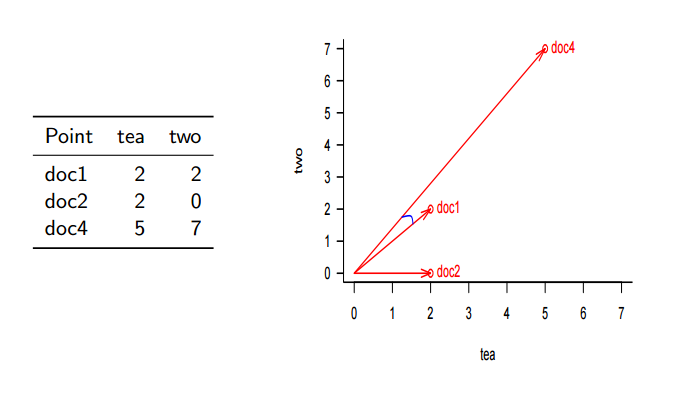 Point tea two
doc1 2 2
doc2 2 0
doc4 5 7
7
6
5
4
3
2
1
0
two
doc4
doc1
doc2
0 1 2 3 4 5 6 7
tea